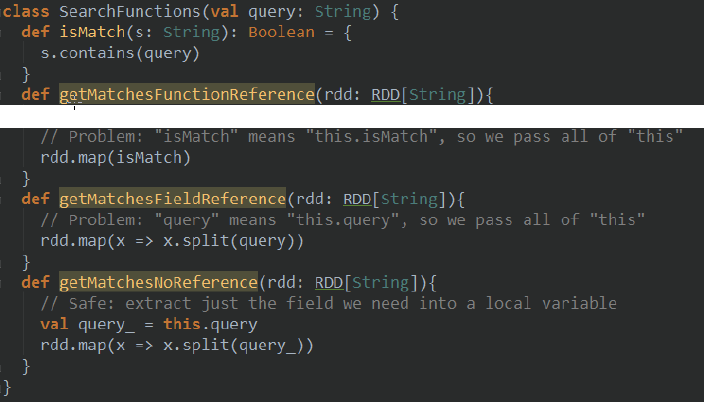 class SearchFunctions(val query: String) {
def isMatch(s: String): Boolean = {
s.contains(query)
}
def getMatchesFunctionReference(rdd: RDD[String]){
// Problem: "isMatch" means "this.isMatch", so we pass all of "this"
rdd.map(isMatch)
}
def getMatchesFieldReference(rdd: RDD[String]){
// Problem: "query" means "this.query", so we pass all of "this"
rdd.map(x => x.split(query))
}
def getMatchesNoReference(rdd: RDD[String]){
// Safe: extract just the field we need into a local variable
val query_ = this.query
rdd.map(x => x.split(query_))
}
}